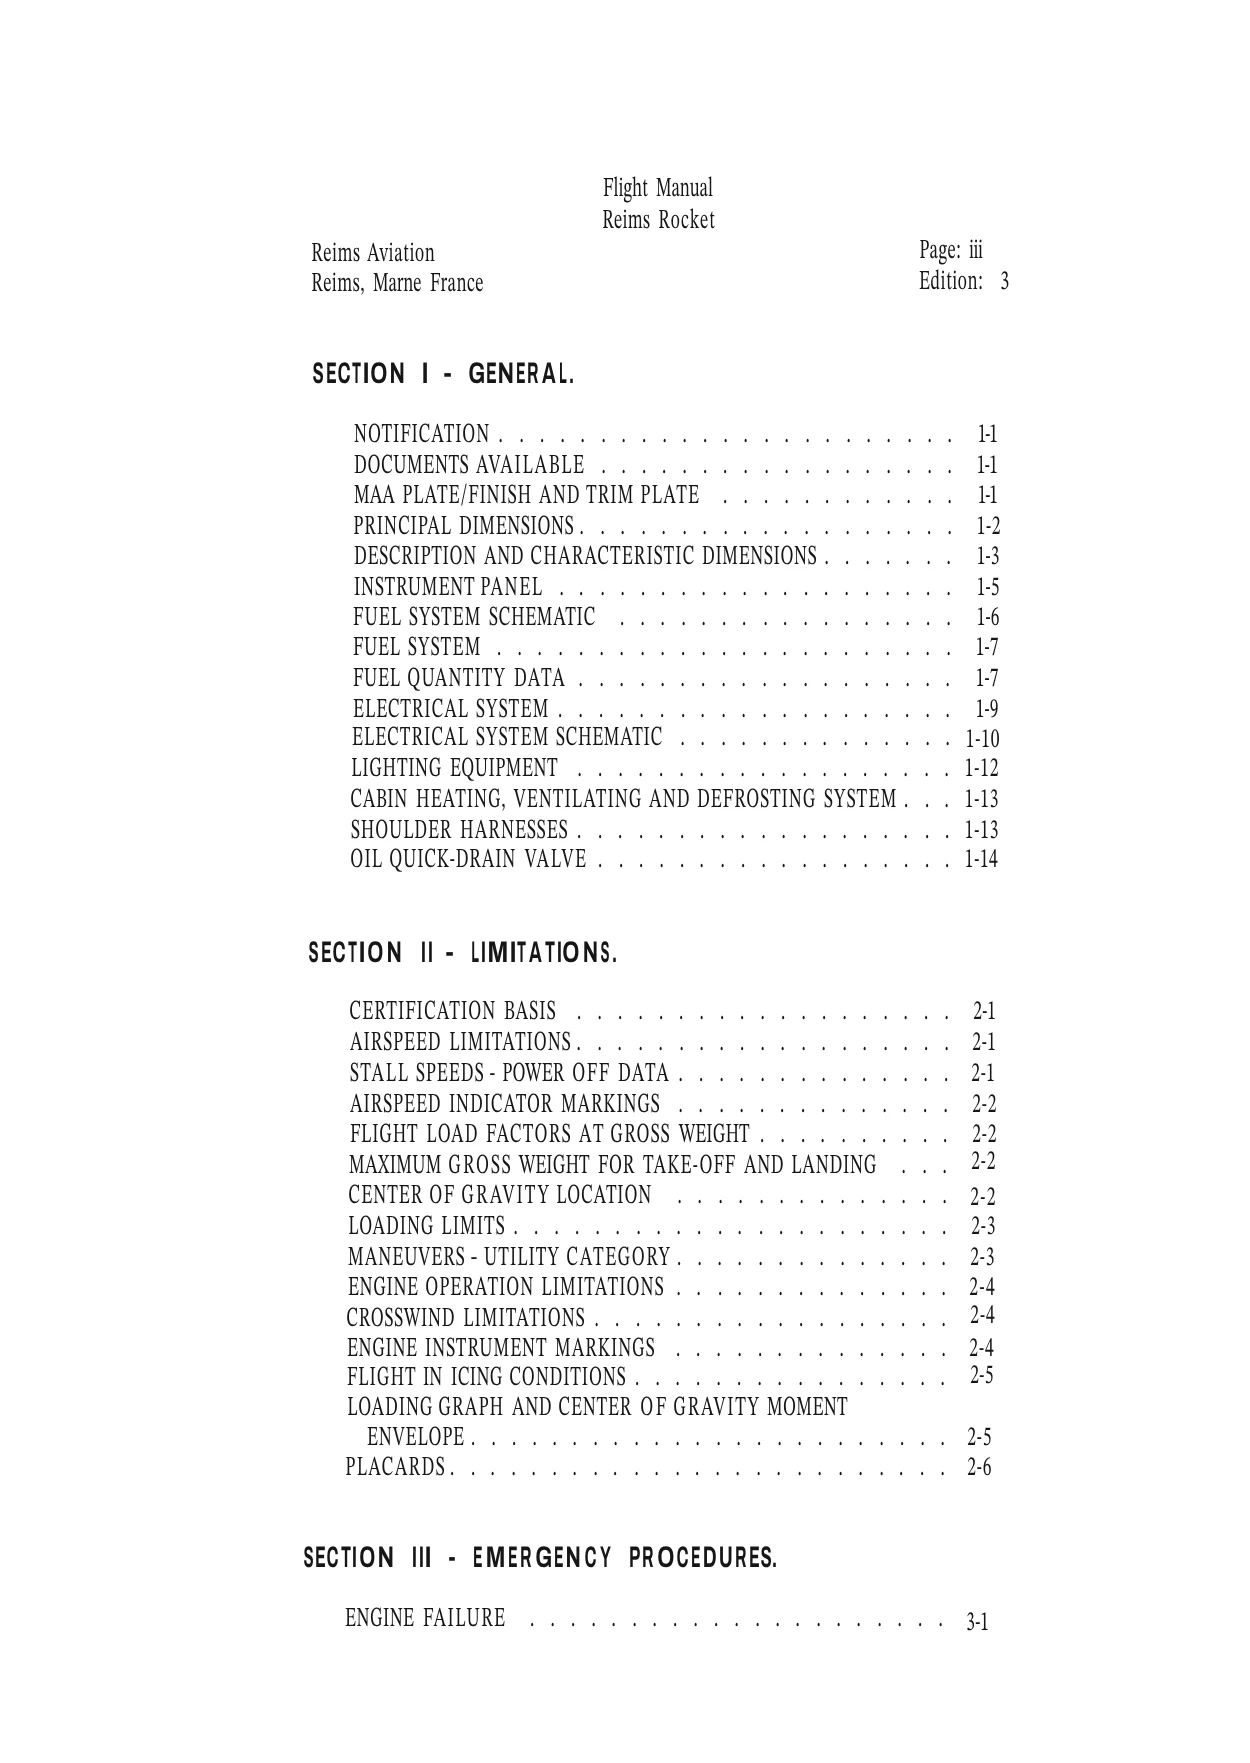 Flight Manual
Reims Rocket
Reims Aviation
Page: iii
Reims, Marne France
Edition: 3
SECTION I - GENERAL.
NOTIFICATION . . . . . . . . . . . . . . . . . . . . . . . 1-1
DOCUMENTS AVAILABLE . . . . . . . . . . . . . . . . . . 1-1
MAA PLATE/FINISH AND TRIM PLATE . . . . . . . . . . . . 1-1
PRINCIPAL DIMENSIONS . . . . . . . . . . . . . . . . . . . 1-2
DESCRIPTION AND CHARACTERISTIC DIMENSIONS . . . . . . . 1-3
INSTRUMENT PANEL . . . . . . . . . . . . . . . . . . . . 1-5
FUEL SYSTEM SCHEMATIC . . . . . . . . . . . . . . . . . 1-6
FUEL SYSTEM . . . . . . . . . . . . . . . . . . . . . . . 1-7
FUEL QUANTITY DATA . . . . . . . . . . . . . . . . . . . 1-7
ELECTRICAL SYSTEM . . . . . . . . . . . . . . . . . . . . 1-9
ELECTRICAL SYSTEM SCHEMATIC . . . . . . . . . . . . . . 1-10
LIGHTING EQUIPMENT . . . . . . . . . . . . . . . . . . . 1-12
CABIN HEATING, VENTILATING AND DEFROSTING SYSTEM . . . 1-13
SHOULDER HARNESSES . . . . . . . . . . . . . . . . . . . 1-13
OIL QUICK-DRAIN VALVE . . . . . . . . . . . . . . . . . . 1-14
SECTION II - LIMITATIONS.
CERTIFICATION BASIS . . . . . . . . . . . . . . . . . . . 2-1
AIRSPEED LIMITATIONS . . . . . . . . . . . . . . . . . . . 2-1
STALL SPEEDS - POWER OFF DATA . . . . . . . . . . . . . . 2-1
AIRSPEED INDICATOR MARKINGS . . . . . . . . . . . . . . 2-2
FLIGHT LOAD FACTORS AT GROSS WEIGHT . . . . . . . . . . 2-2
MAXIMUM GROSS WEIGHT FOR TAKE-OFF AND LANDING . . . 2-2
CENTER OF GRAVITY LOCATION . . . . . . . . . . . . . . 2-2
LOADING LIMITS . . . . . . . . . . . . . . . . . . . . . . 2-3
MANEUVERS - UTILITY CATEGORY . . . . . . . . . . . . . . 2-3
ENGINE OPERATION LIMITATIONS . . . . . . . . . . . . . . 2-4
CROSSWIND LIMITATIONS . . . . . . . . . . . . . . . . . . 2-4
ENGINE INSTRUMENT MARKINGS . . . . . . . . . . . . . . 2-4
FLIGHT IN ICING CONDITIONS . . . . . . . . . . . . . . . . 2-5
LOADING GRAPH AND CENTER OF GRAVITY MOMENT
ENVELOPE . . . . . . . . . . . . . . . . . . . . . . . . 2-5
PLACARDS . . . . . . . . . . . . . . . . . . . . . . . . . 2-6
SECTION III - EMERGENCY PROCEDURES.
ENGINE FAILURE . . . . . . . . . . . . . . . . . . . . . 3-1